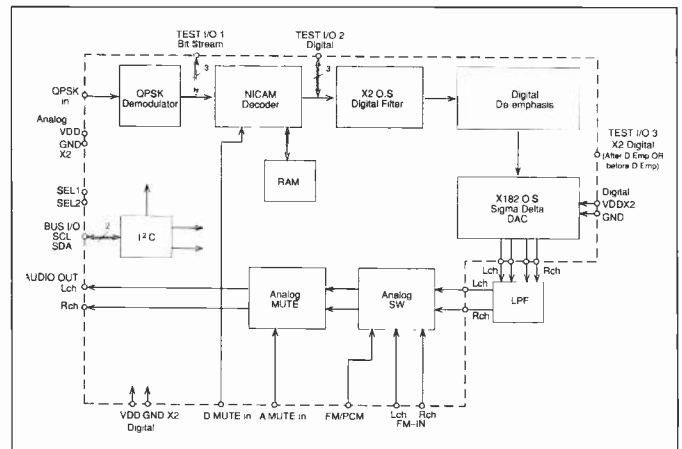 TEST I/O 1
Bit Stream
TEST I/O 2
Digital
3
3
QPSK
in
QPSK
Demodulator
NICAM
Decoder
X2 O.S
Digital Filter
Digital
De emphasis
Analog
VDD
GND
X2
TEST I/O 3
X2 Digital
(After D Emp OR
before D Emp)
RAM
SEL1
SEL2
X182 O S
Sigma Delta
DAC
Digital
VDDX2
GND
BUS I/O
SCL
SDA
2
I²C
Lch
Rch
AUDIO OUT
Lch
Rch
Analog
MUTE
Analog
SW
Lch
Rch
LPF
VDD GND X2
Digital
D MUTE in
A MUTE in
FM/PCM
Lch
Rch
FM-IN